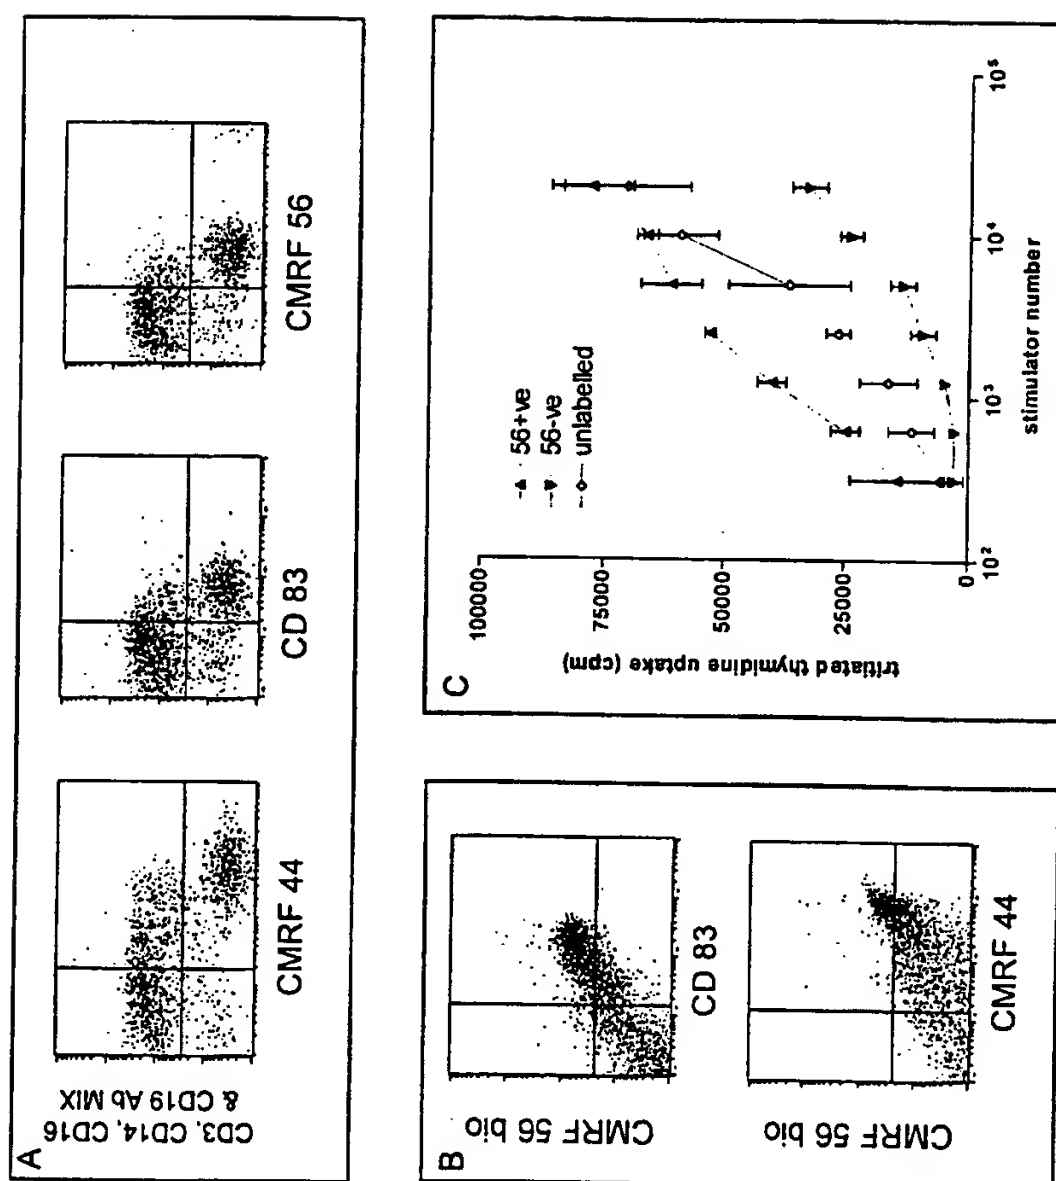 A
CD3, CD14, CD16
& CD19 Ab MIX
CMRF 44
CD 83
CMRF 56
B
CMRF 56 bio
CD 83
CMRF 56 bio
CMRF 44
C
tritiated thymidine uptake (cpm)
100000
75000
50000
25000
0
56+ve
56-ve
unlabelled
10²
10³
10⁴
10⁵
stimulator number